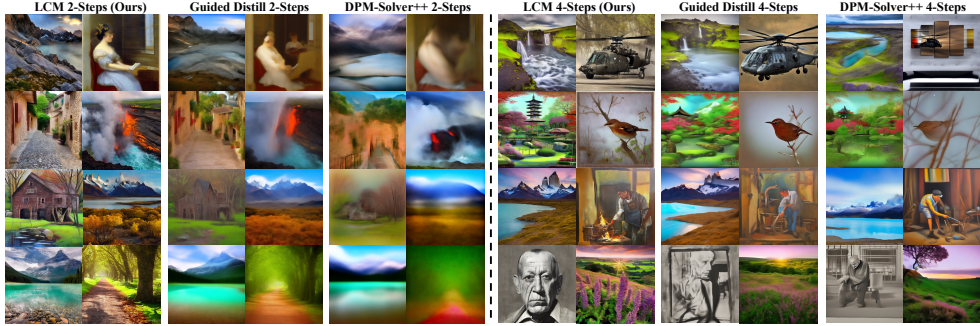 LCM 2-Steps (Ours)
Guided Distill 2-Steps
DPM-Solver++ 2-Steps
LCM 4-Steps (Ours)
Guided Distill 4-Steps
DPM-Solver++ 4-Steps